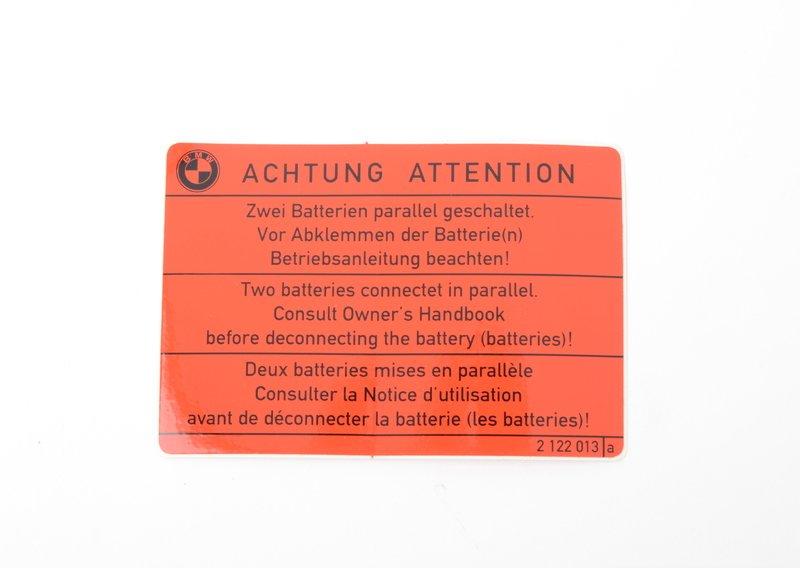 BMW
ACHTUNG ATTENTION
Zwei Batterien parallel geschaltet.
Vor Abklemmen der Batterie(n)
Betriebsanleitung beachten!
Two batteries connectet in parallel.
Consult Owner's Handbook
before deconnecting the battery (batteries)!
Deux batteries mises en parallèle
Consulter la Notice d'utilisation
avant de déconnecter la batterie (les batteries)!
2 122 013 a